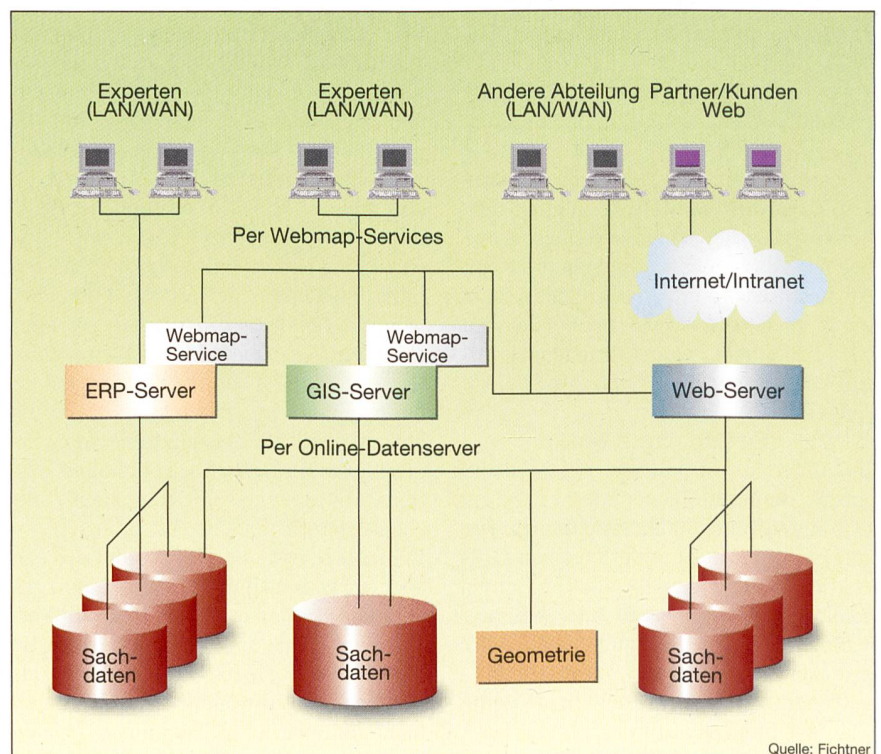 Experten
(LAN/WAN)
Experten
(LAN/WAN)
Andere Abteilung
(LAN/WAN)
Partner/Kunden
Web
Per Webmap-Services
Internet/Intranet
Webmap-
Service
Webmap-
Service
ERP-Server
GIS-Server
Web-Server
Per Online-Datenserver
Sach-
daten
Sach-
daten
Geometrie
Sach-
daten
Quelle: Fichtner